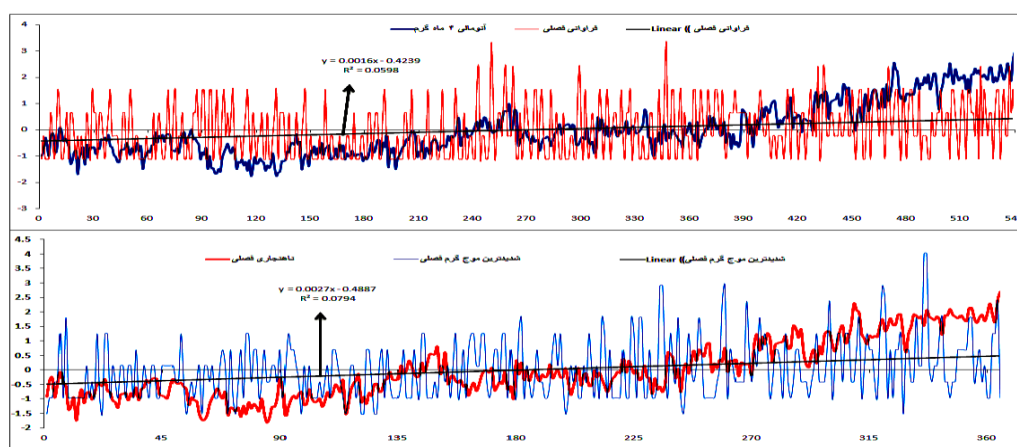 4
آنومالی ۴ ماه گرم
فراوانی فصلی
Linear (فراوانی فصلی)
3
y = 0.0016x - 0.4239
R² = 0.0598
2
1
0
-1
2
3
0 30 60 90 120 150 180 210 240 270 300 330 360 390 420 450 480 510 54
4.5
4
ناهنجاری فصلی
شدیدترین موج گرم فصلی
Linear (شدیدترین موج گرم فصلی)
3.5
3
y = 0.0027x - 0.4887
R² = 0.0794
2.5
2
1.5
1
0.5
0
-0.5
-1
-1.5
-2
0 45 90 135 180 225 270 315 360